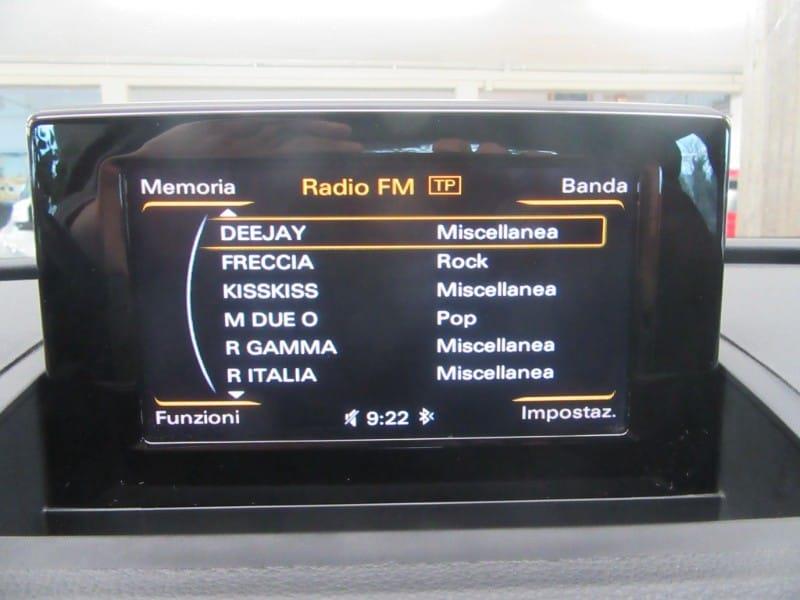 Memoria Radio FM TP Banda
DEEJAY Miscellanea
FRECCIA Rock
KISSKISS Miscellanea
M DUE O Pop
R GAMMA Miscellanea
R ITALIA Miscellanea
Funzioni 9:22 Impostaz.